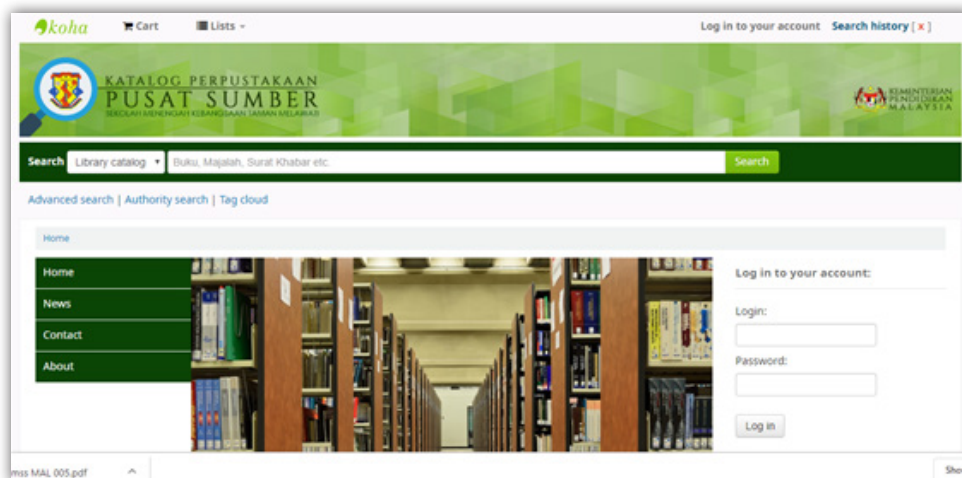 koha Cart Lists Log in to your account Search history [ x ]
KATALOG PERPUSTAKAAN
PUSAT SUMBER
SEKOLAH MENENGAH KEBANGSAAN TAMAN MELAWATI
KEMENTERIAN
PENDIDIKAN
MALAYSIA
Search Library catalog Buku, Majalah, Surat Khabar etc. Search
Advanced search | Authority search | Tag cloud
Home
Home
News
Contact
About
Log in to your account:
Login:
Password:
Log in
mss MAL 005.pdf
Sho